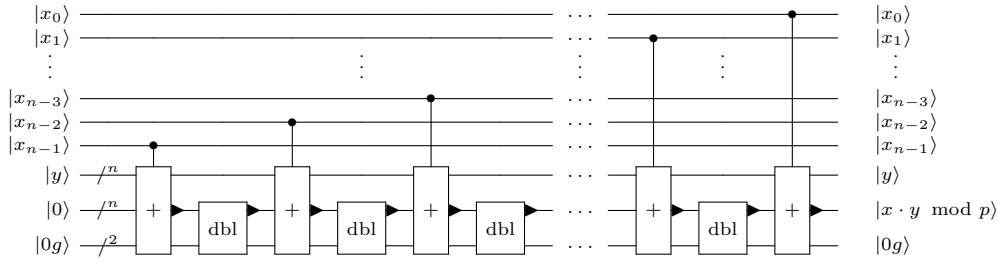 |x₀⟩ ··· |x₀⟩
|x₁⟩ ··· |x₁⟩
⋮ ⋮ ⋮ ⋮ ⋮
|xₙ₋₃⟩ ··· |xₙ₋₃⟩
|xₙ₋₂⟩ ··· |xₙ₋₂⟩
|xₙ₋₁⟩ ··· |xₙ₋₁⟩
|y⟩ n ··· |y⟩
|0⟩ n + dbl + dbl + dbl ··· + dbl + |x · y mod p⟩
|0g⟩ 2 ··· |0g⟩